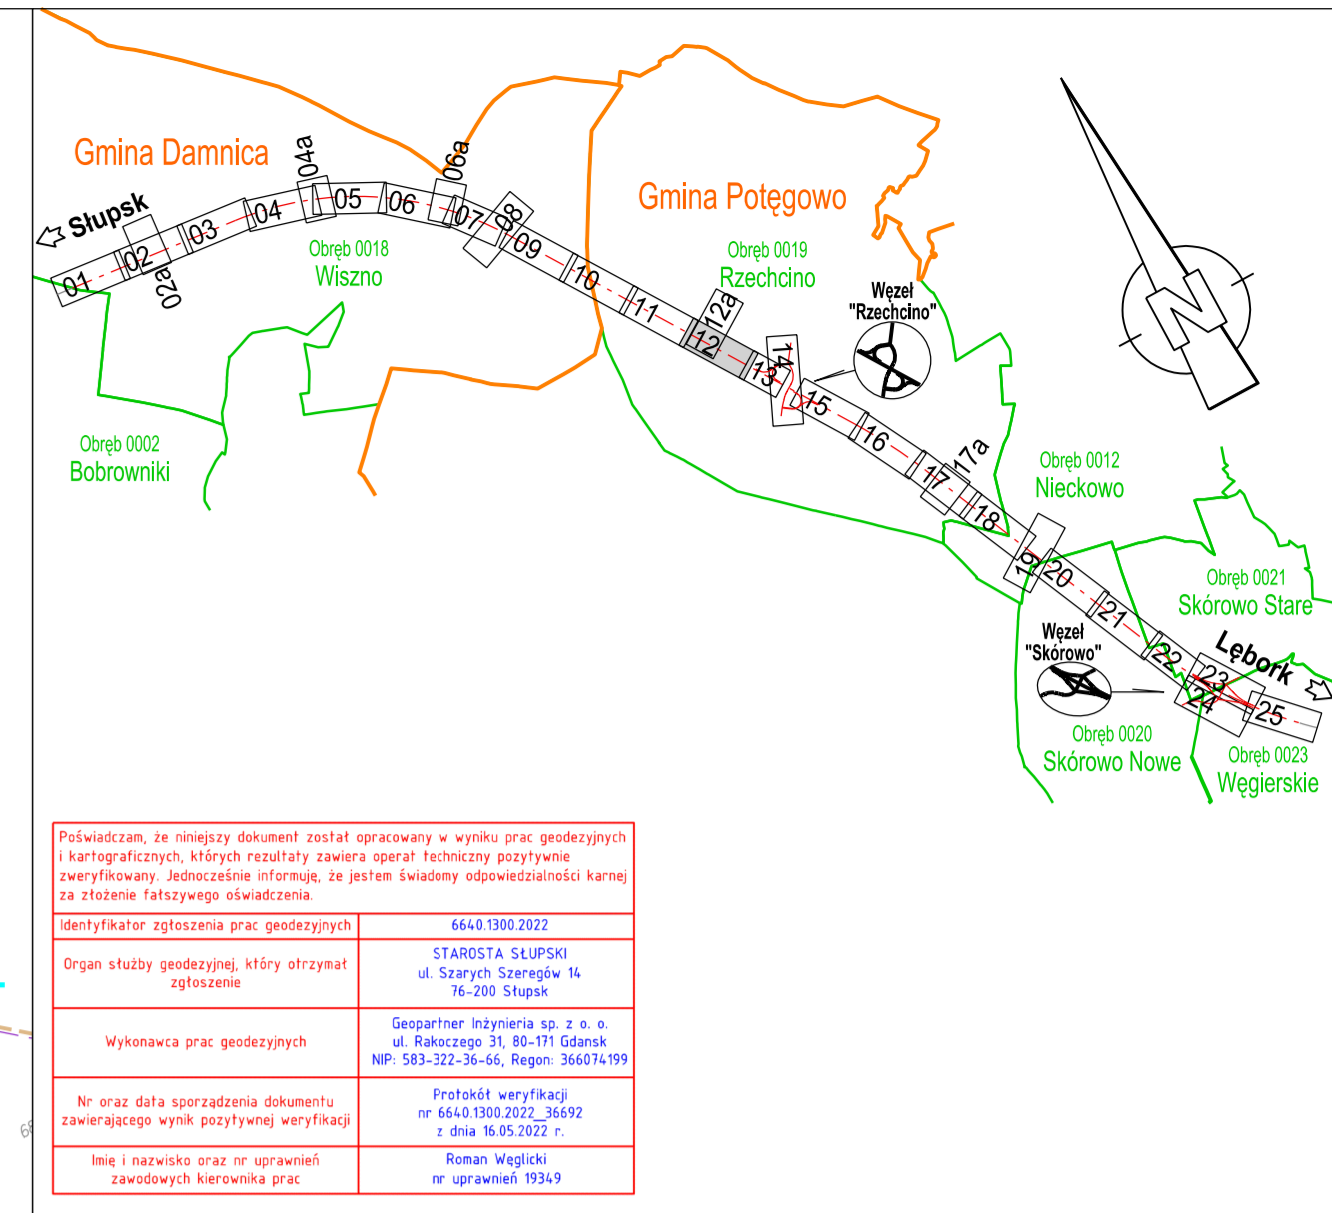 Gmina Damnica
Słupsk
01
02
02a
03
04
04a
05
06
06a
07
08
09
10
11
12
12a
13
14
15
16
17
17a
18
19
20
21
22
23
24
25
Obręb 0018
Wiszno
Obręb 0002
Bobrowniki
Gmina Potęgowo
Obręb 0019
Rzechcino
Węzeł
"Rzechcino"
N
Obręb 0012
Nieckowo
Obręb 0021
Skórowo Stare
Lębork
Węzeł
"Skórowo"
Obręb 0020
Skórowo Nowe
Obręb 0023
Węgierskie
Poświadczam, że niniejszy dokument został opracowany w wyniku prac geodezyjnych
i kartograficznych, których rezultaty zawiera operat techniczny pozytywnie
zweryfikowany. Jednocześnie informuję, że jestem świadomy odpowiedzialności karnej
za złożenie fałszywego oświadczenia.
Identyfikator zgłoszenia prac geodezyjnych
6640.1300.2022
Organ służby geodezyjnej, który otrzymał
zgłoszenie
STAROSTA SŁUPSKI
ul. Szarych Szeregów 14
76-200 Słupsk
Wykonawca prac geodezyjnych
Geopartner Inżynieria sp. z o. o.
ul. Rakoczego 31, 80-171 Gdansk
NIP: 583-322-36-66, Regon: 366074199
Nr oraz data sporządzenia dokumentu
zawierającego wynik pozytywnej weryfikacji
Protokół weryfikacji
nr 6640.1300.2022_36692
z dnia 16.05.2022 r.
Imię i nazwisko oraz nr uprawnień
zawodowych kierownika prac
Roman Węglicki
nr uprawnień 19349